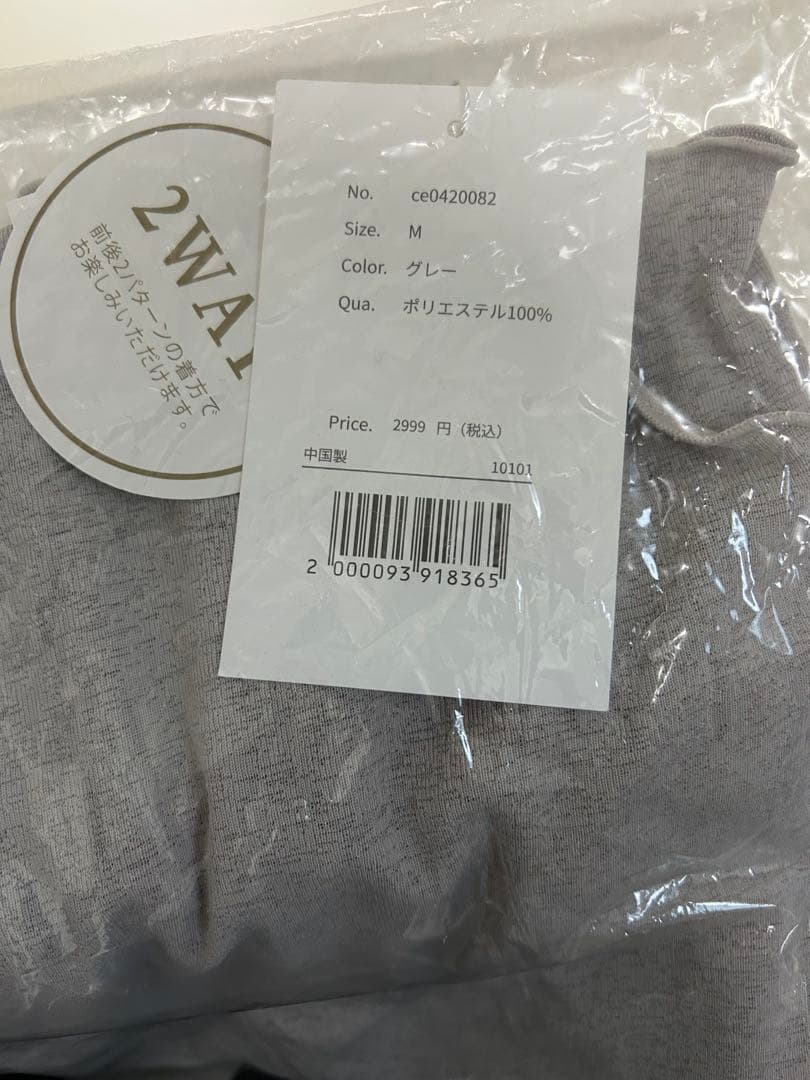 2WAY
前後2パターンの着方で
お楽しみいただけます。
No. ce0420082
Size. M
Color. グレー
Qua. ポリエステル100%
Price. 2999 円（税込）
中国製 10101
2 000093 918365